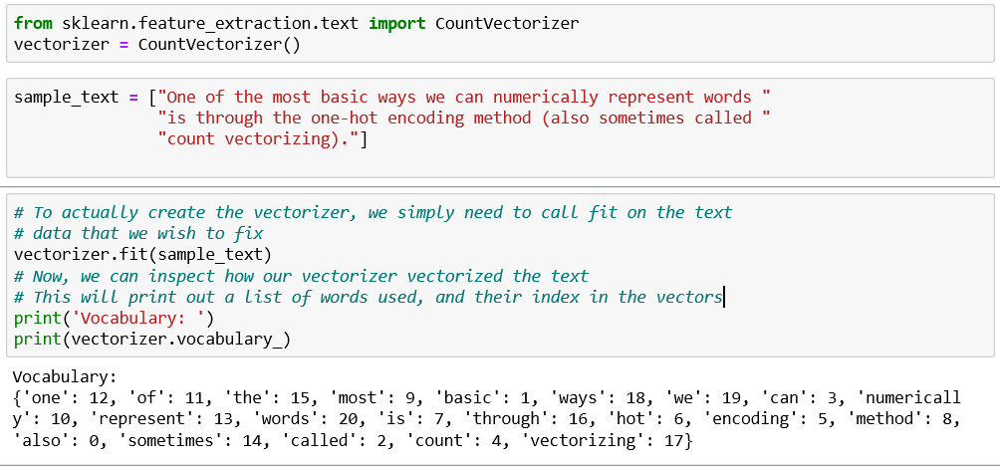 from sklearn.feature_extraction.text import CountVectorizer
vectorizer = CountVectorizer()
sample_text = ["One of the most basic ways we can numerically represent words "
"is through the one-hot encoding method (also sometimes called "
"count vectorizing)."]
# To actually create the vectorizer, we simply need to call fit on the text
# data that we wish to fix
vectorizer.fit(sample_text)
# Now, we can inspect how our vectorizer vectorized the text
# This will print out a list of words used, and their index in the vectors
print('Vocabulary: ')
print(vectorizer.vocabulary_)
Vocabulary:
{'one': 12, 'of': 11, 'the': 15, 'most': 9, 'basic': 1, 'ways': 18, 'we': 19, 'can': 3, 'numericall
y': 10, 'represent': 13, 'words': 20, 'is': 7, 'through': 16, 'hot': 6, 'encoding': 5, 'method': 8,
'also': 0, 'sometimes': 14, 'called': 2, 'count': 4, 'vectorizing': 17}